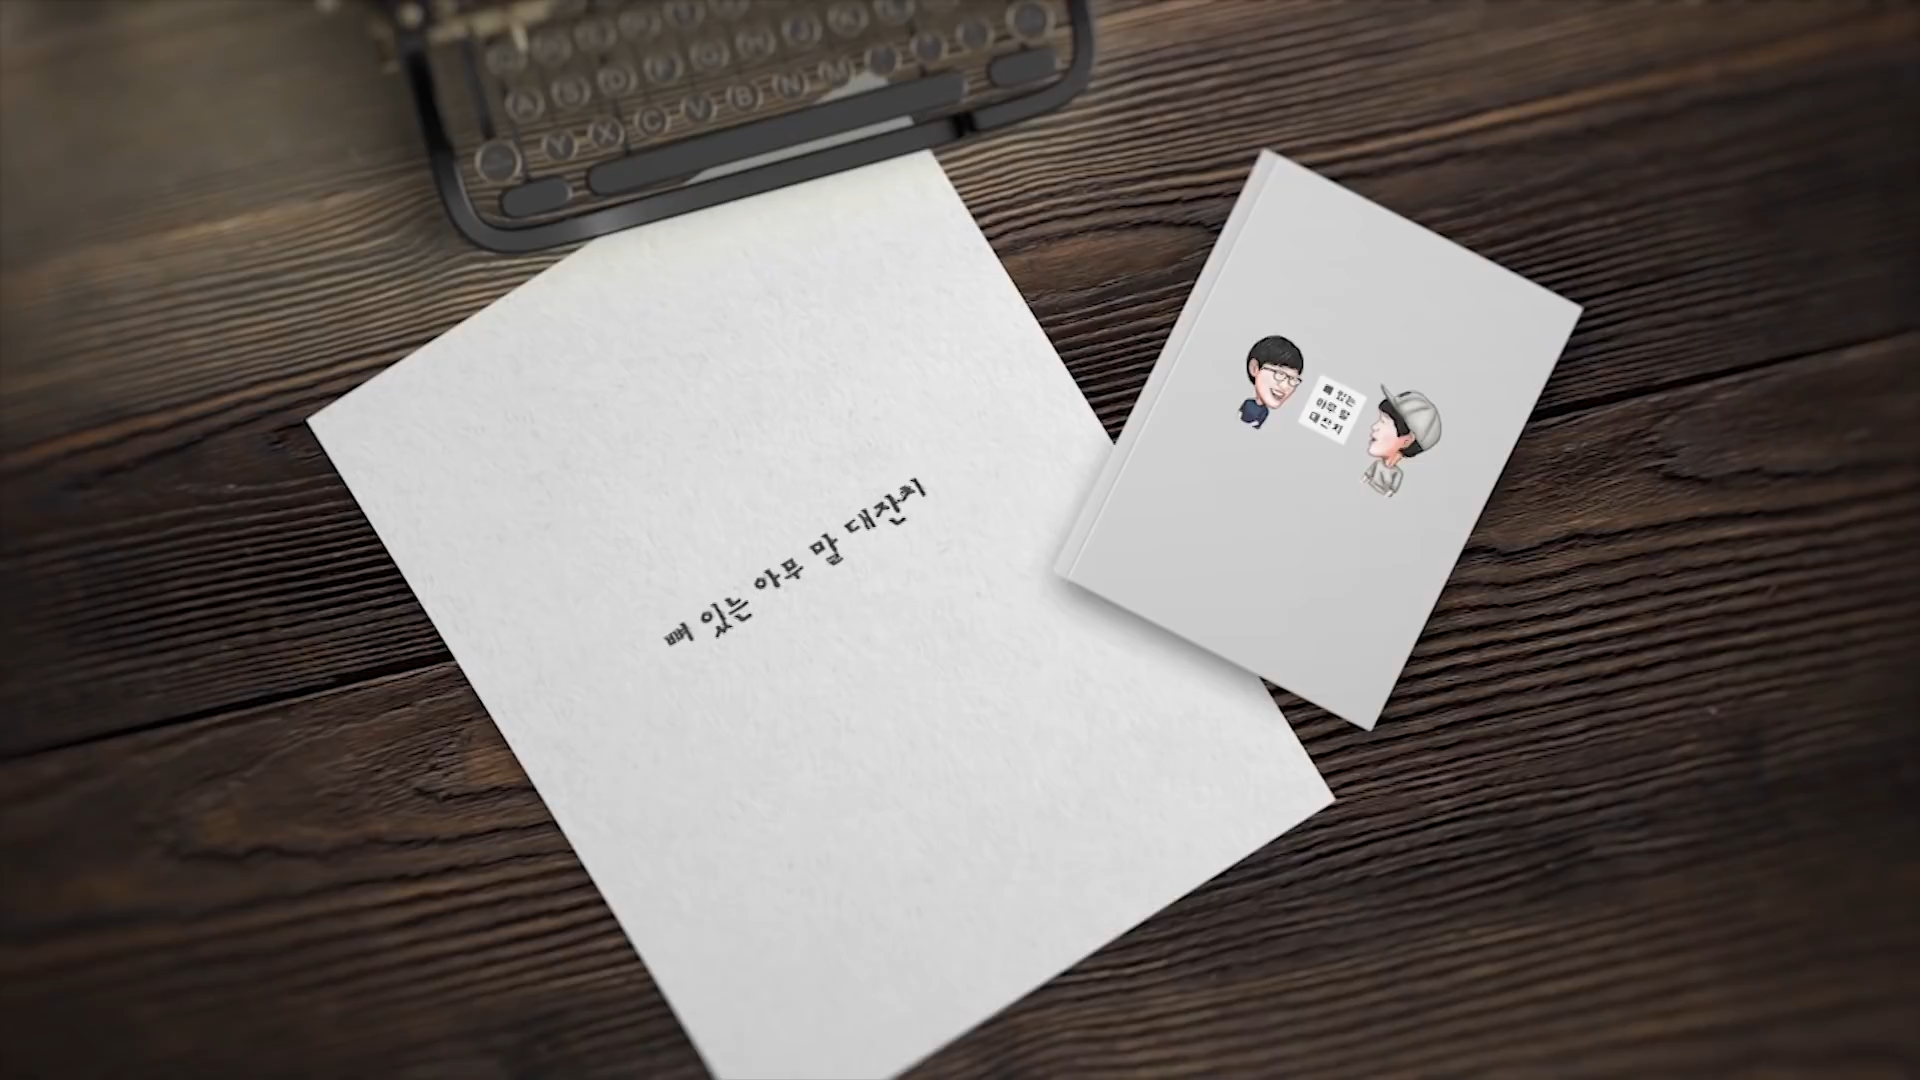 A S D F G H J K L
Y X C V B N M
뼈 있는 아무 말 대잔치
뼈 있는
아무 말
대잔치